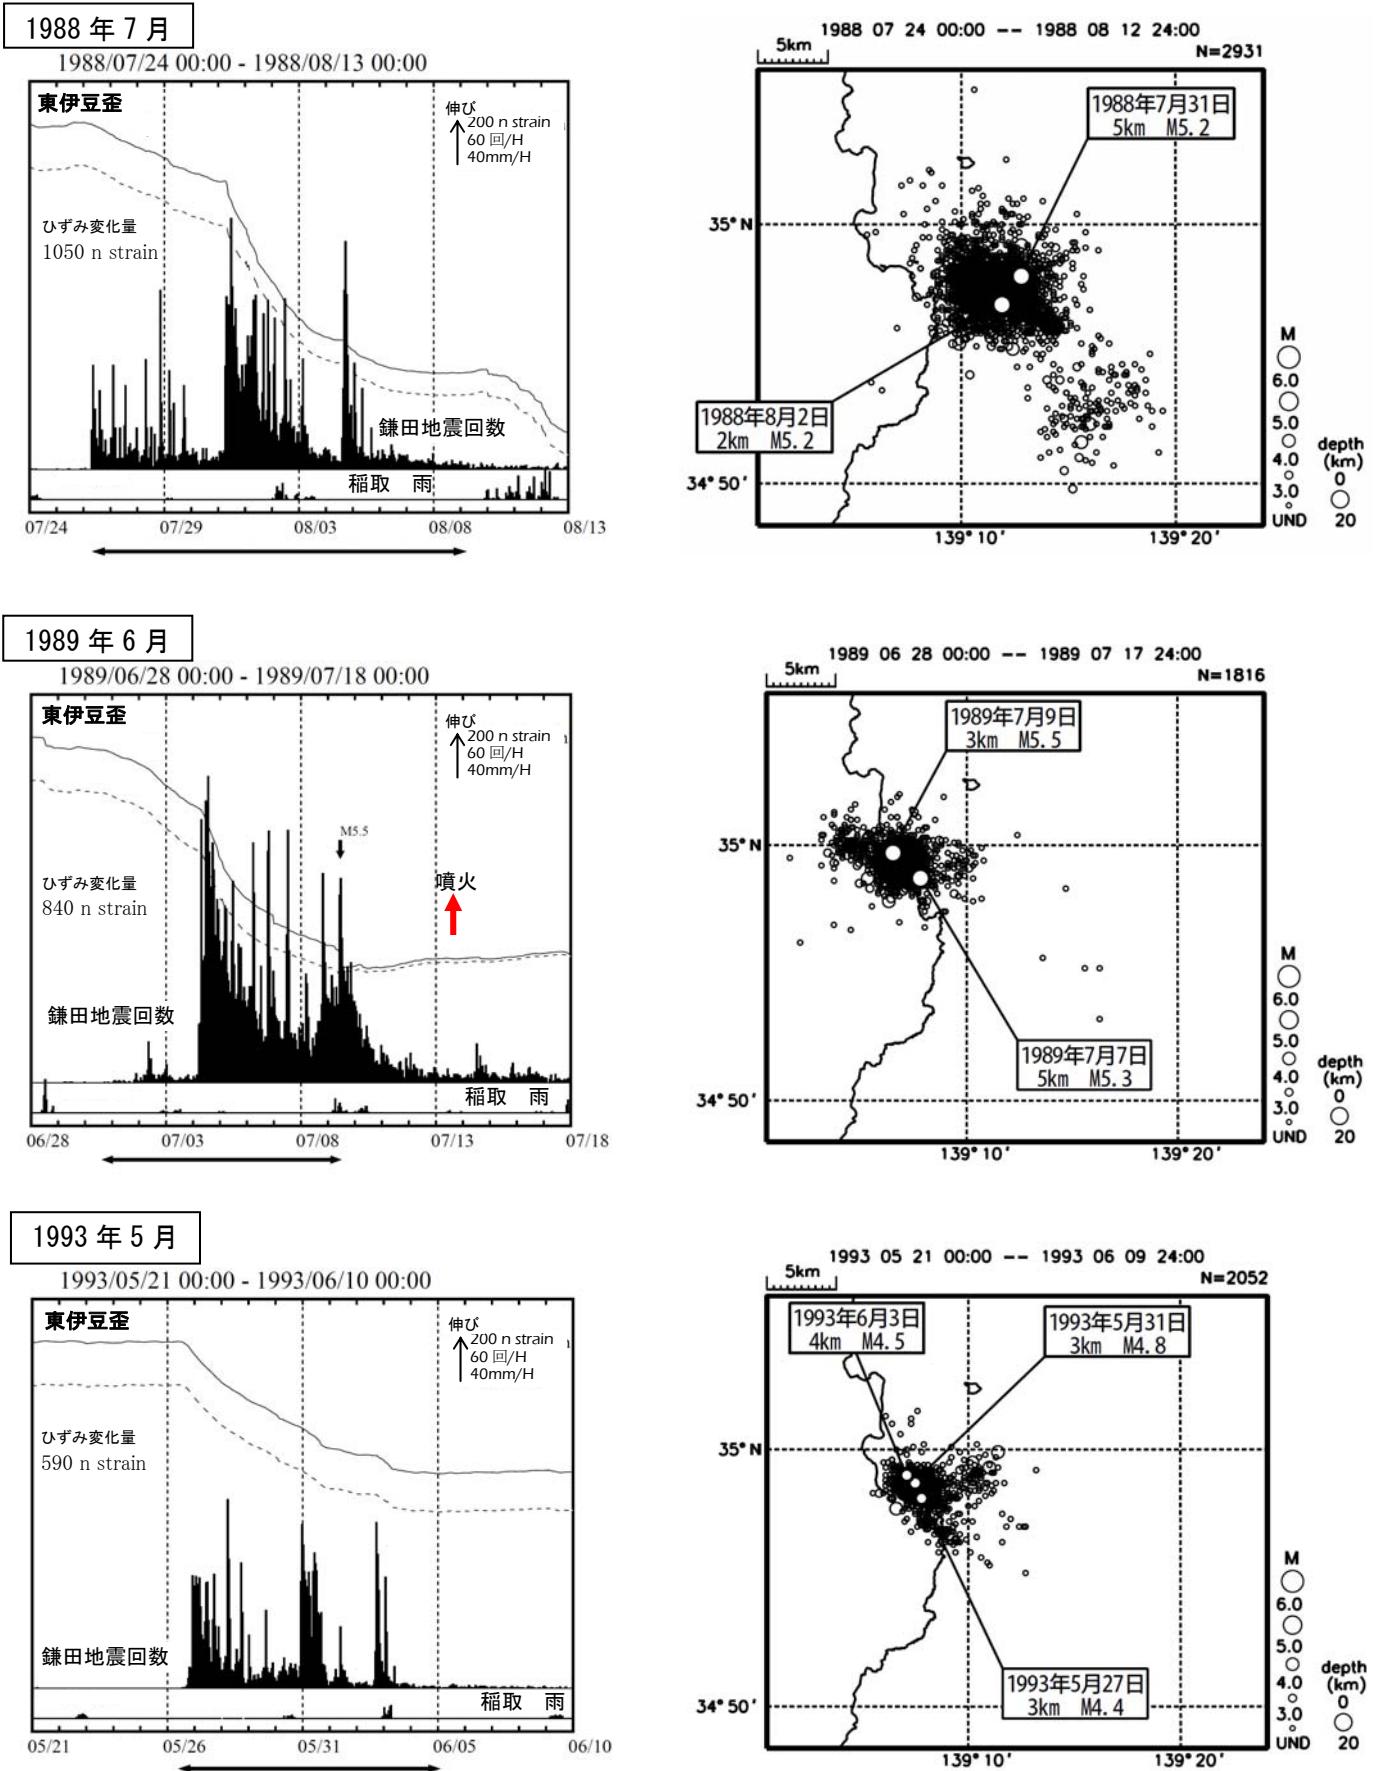 1988 年 7 月
1988/07/24 00:00 - 1988/08/13 00:00
東伊豆歪
伸び
200 n strain
60 回/H
40mm/H
ひずみ変化量
1050 n strain
鎌田地震回数
稲取 雨
07/24 07/29 08/03 08/08 08/13
1988 07 24 00:00 -- 1988 08 12 24:00
5km
N=2931
1988年7月31日
5km M5.2
35°N
1988年8月2日
2km M5.2
34°50'
139°10' 139°20'
M
6.0
5.0
4.0
3.0
UND
depth
(km)
0
20
1989 年 6 月
1989/06/28 00:00 - 1989/07/18 00:00
東伊豆歪
伸び
200 n strain
60 回/H
40mm/H
M5.5
噴火
ひずみ変化量
840 n strain
鎌田地震回数
稲取 雨
06/28 07/03 07/08 07/13 07/18
1989 06 28 00:00 -- 1989 07 17 24:00
5km
N=1816
1989年7月9日
3km M5.5
35°N
1989年7月7日
5km M5.3
34°50'
139°10' 139°20'
M
6.0
5.0
4.0
3.0
UND
depth
(km)
0
20
1993 年 5 月
1993/05/21 00:00 - 1993/06/10 00:00
東伊豆歪
伸び
200 n strain
60 回/H
40mm/H
ひずみ変化量
590 n strain
鎌田地震回数
稲取 雨
05/21 05/26 05/31 06/05 06/10
1993 05 21 00:00 -- 1993 06 09 24:00
5km
N=2052
1993年6月3日
4km M4.5
1993年5月31日
3km M4.8
35°N
1993年5月27日
3km M4.4
34°50'
139°10' 139°20'
M
6.0
5.0
4.0
3.0
UND
depth
(km)
0
20